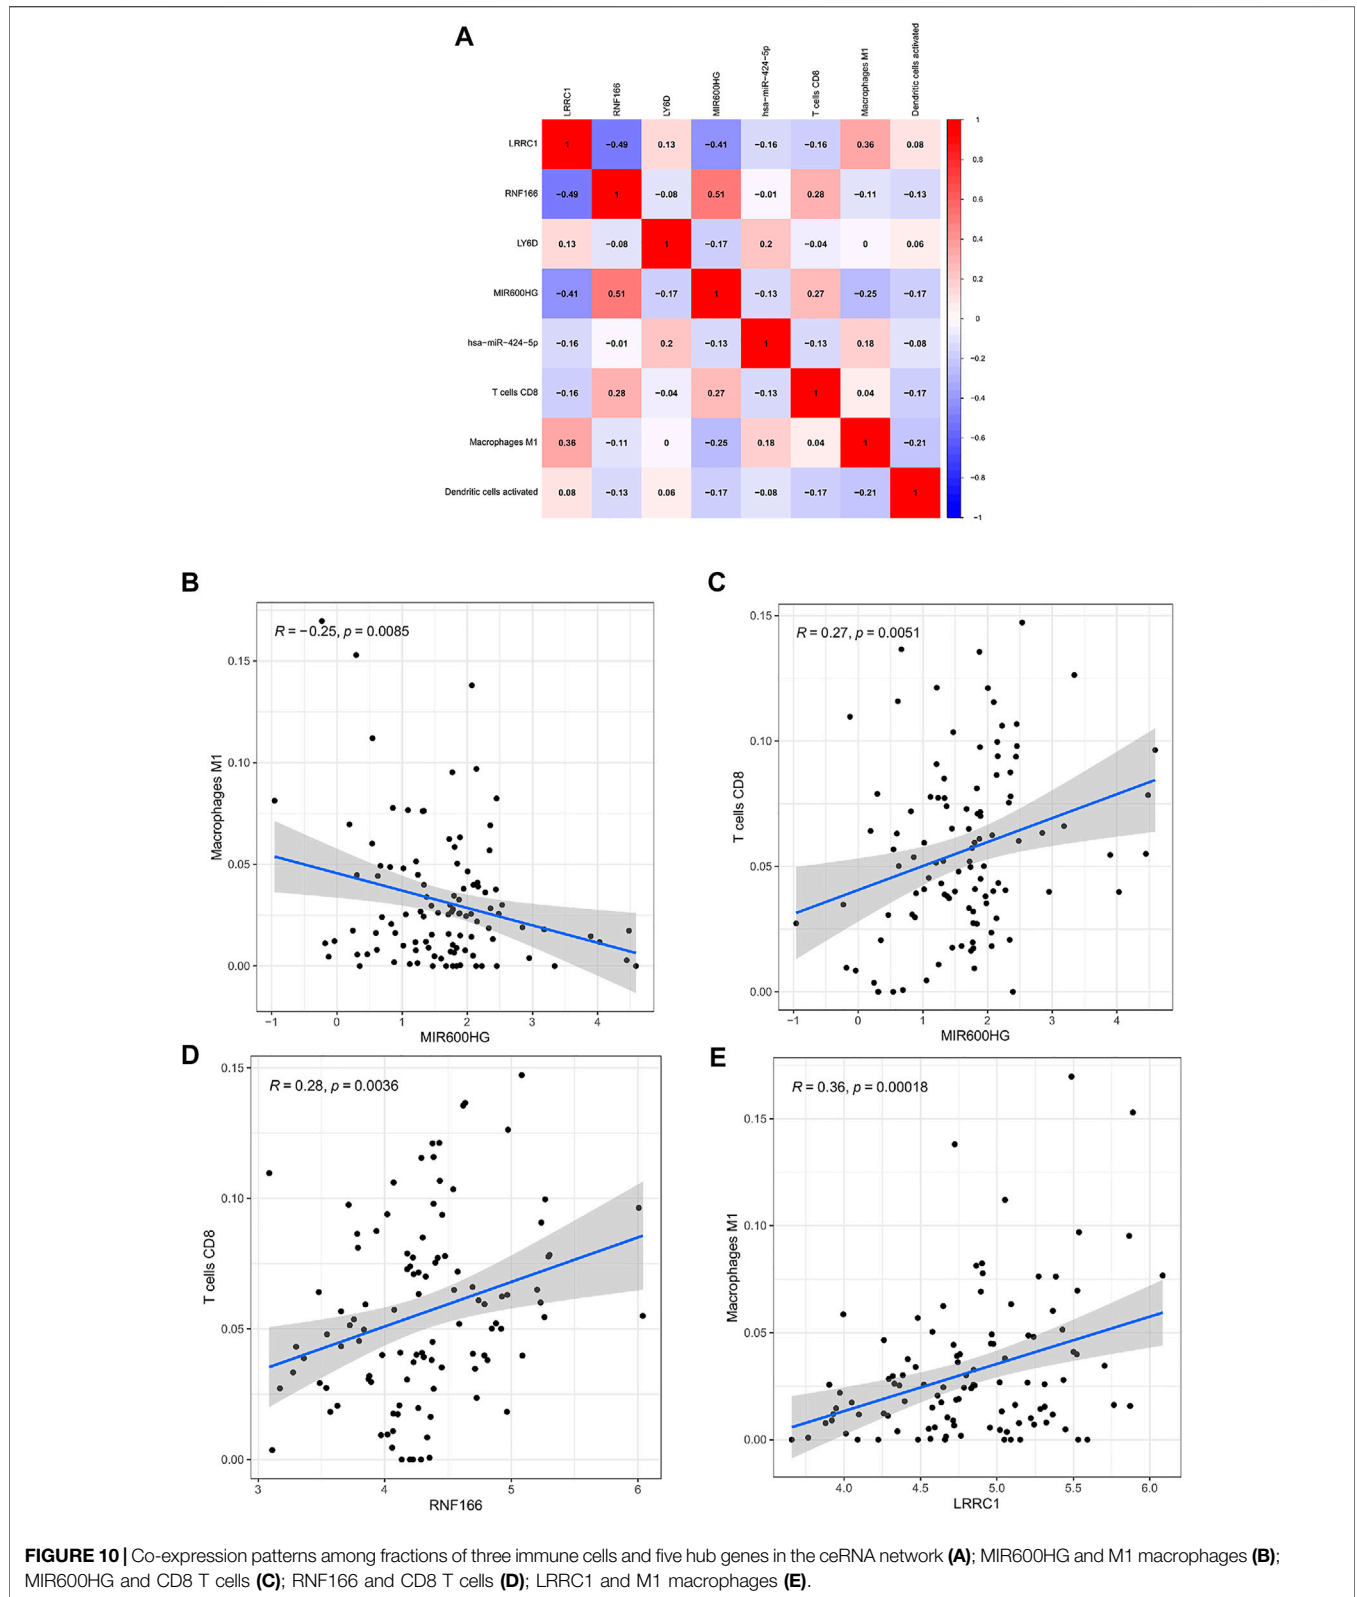 A
LRRC1
RNF166
LY6D
MIR600HG
hsa−miR−424−5p
T cells CD8
Macrophages M1
Dendritic cells activated
LRRC1 1 −0.49 0.13 −0.41 −0.16 −0.16 0.36 0.08
RNF166 −0.49 1 −0.08 0.51 −0.01 0.28 −0.11 −0.13
LY6D 0.13 −0.08 1 −0.17 0.2 −0.04 0 0.06
MIR600HG −0.41 0.51 −0.17 1 −0.13 0.27 −0.25 −0.17
hsa−miR−424−5p −0.16 −0.01 0.2 −0.13 1 −0.13 0.18 −0.08
T cells CD8 −0.16 0.28 −0.04 0.27 −0.13 1 0.04 −0.17
Macrophages M1 0.36 −0.11 0 −0.25 0.18 0.04 1 −0.21
Dendritic cells activated 0.08 −0.13 0.06 −0.17 −0.08 −0.17 −0.21 1
1
0.8
0.6
0.4
0.2
0
−0.2
−0.4
−0.6
−0.8
−1
B
R = −0.25, p = 0.0085
0.15
0.10
0.05
0.00
Macrophages M1
−1 0 1 2 3 4
MIR600HG
C
R = 0.27, p = 0.0051
0.15
0.10
0.05
0.00
T cells CD8
−1 0 1 2 3 4
MIR600HG
D
R = 0.28, p = 0.0036
0.15
0.10
0.05
0.00
T cells CD8
3 4 5 6
RNF166
E
R = 0.36, p = 0.00018
0.15
0.10
0.05
0.00
Macrophages M1
4.0 4.5 5.0 5.5 6.0
LRRC1
FIGURE 10 | Co-expression patterns among fractions of three immune cells and five hub genes in the ceRNA network (A); MIR600HG and M1 macrophages (B);
MIR600HG and CD8 T cells (C); RNF166 and CD8 T cells (D); LRRC1 and M1 macrophages (E).